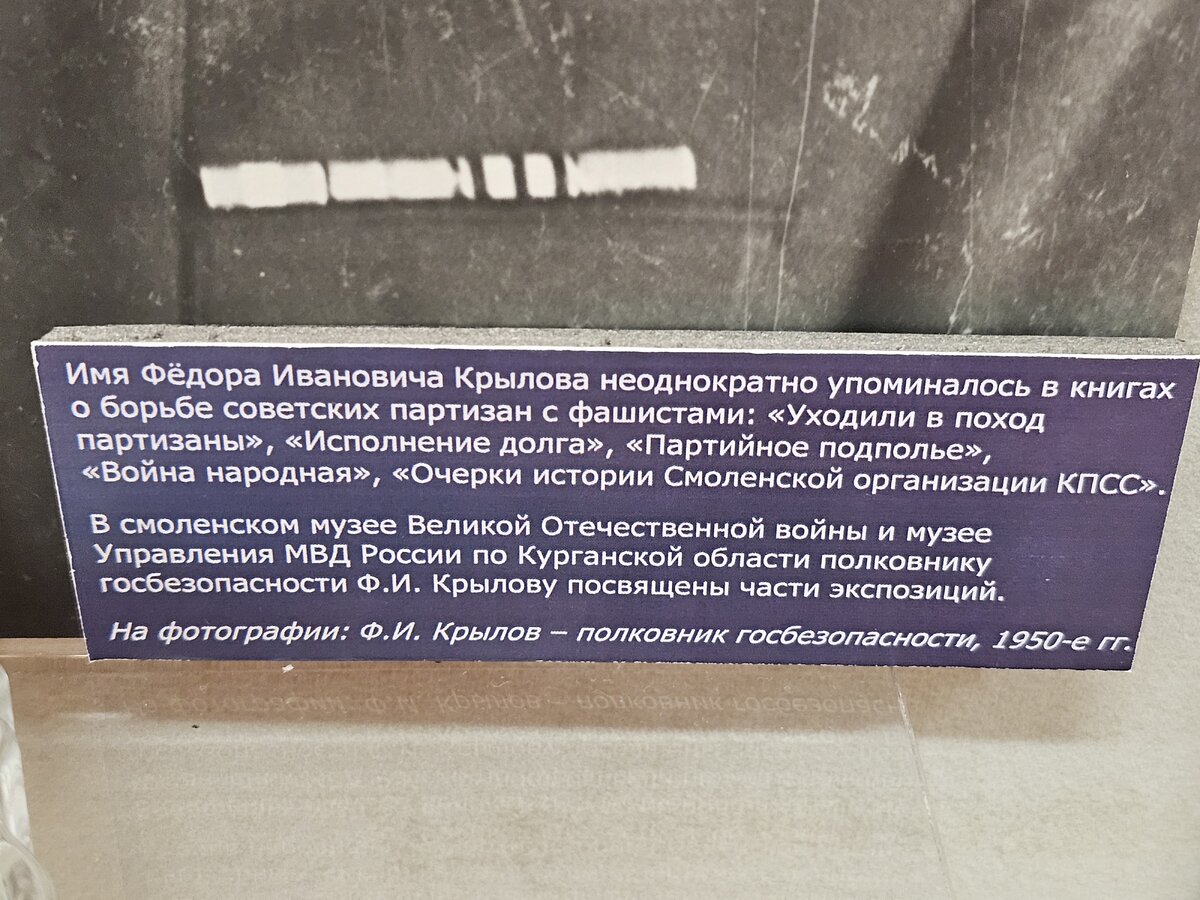 Имя Фёдора Ивановича Крылова неоднократно упоминалось в книгах
о борьбе советских партизан с фашистами: «Уходили в поход
партизаны», «Исполнение долга», «Партийное подполье»,
«Война народная», «Очерки истории Смоленской организации КПСС».
В смоленском музее Великой Отечественной войны и музее
Управления МВД России по Курганской области полковнику
госбезопасности Ф.И. Крылову посвящены части экспозиций.
На фотографии: Ф.И. Крылов – полковник госбезопасности, 1950-е гг.